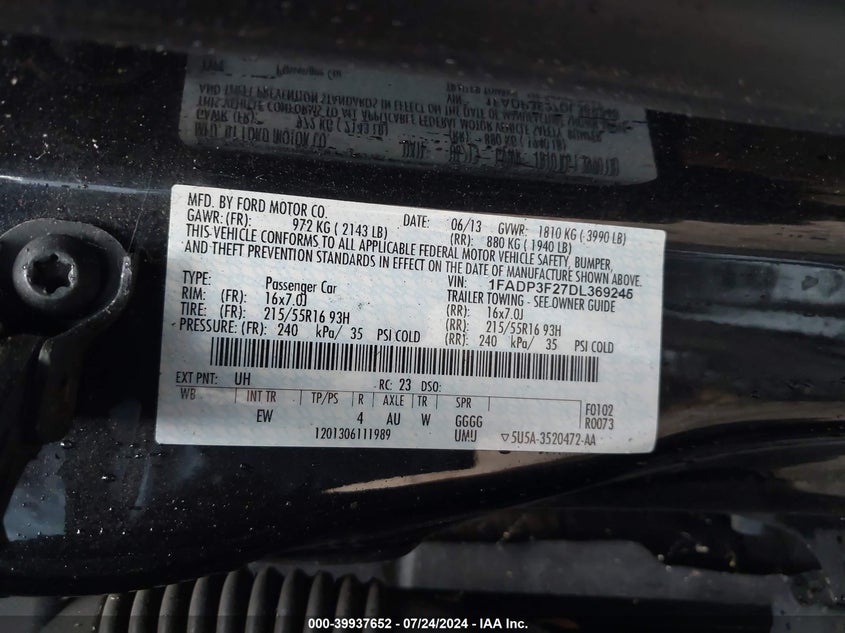 Passenger Car
MFD. BY FORD MOTOR CO. DATE: 06/13 GVWR: 1810 KG ( 3990 LB)
GAWR: (FR): 972 KG ( 2143 LB) (RR): 880 KG ( 1940 LB)
THIS VEHICLE CONFORMS TO ALL APPLICABLE FEDERAL MOTOR VEHICLE SAFETY, BUMPER,
AND THEFT PREVENTION STANDARDS IN EFFECT ON THE DATE OF MANUFACTURE SHOWN ABOVE.
VIN: 1FADP3F27DL369245
TYPE: Passenger Car TRAILER TOWING - SEE OWNER GUIDE
RIM: (FR): 16x7.0J (RR): 16x7.0J
TIRE: (FR): 215/55R16 93H (RR): 215/55R16 93H
PRESSURE: (FR): 240 kPa/ 35 PSI COLD (RR): 240 kPa/ 35 PSI COLD
EXT PNT: UH RC: 23 DSO:
WB INT TR TP/PS R AXLE TR SPR F0102
EW 4 AU W GGGG R0073
1201306111989 UMU ▽5U5A-3520472-AA
000-39937652 - 07/24/2024 - IAA Inc.